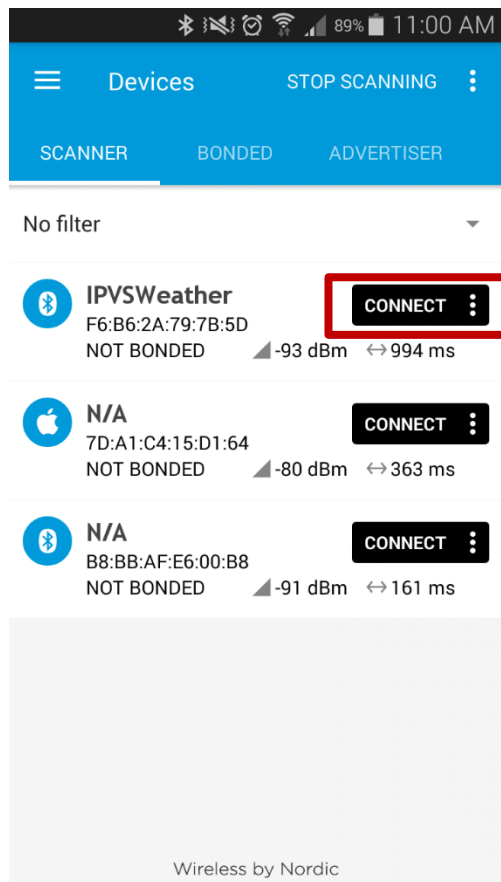 89% 11:00 AM
Devices STOP SCANNING
SCANNER BONDED ADVERTISER
No filter
IPVSWeather
CONNECT
F6:B6:2A:79:7B:5D
NOT BONDED -93 dBm 994 ms
N/A
CONNECT
7D:A1:C4:15:D1:64
NOT BONDED -80 dBm 363 ms
N/A
CONNECT
B8:BB:AF:E6:00:B8
NOT BONDED -91 dBm 161 ms
Wireless by Nordic